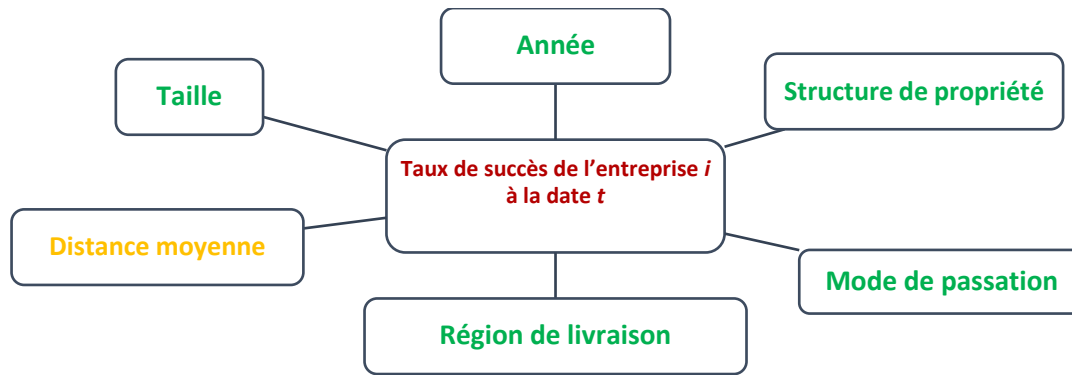 Année
Taille
Structure de propriété
Taux de succès de l’entreprise i
à la date t
Distance moyenne
Mode de passation
Région de livraison